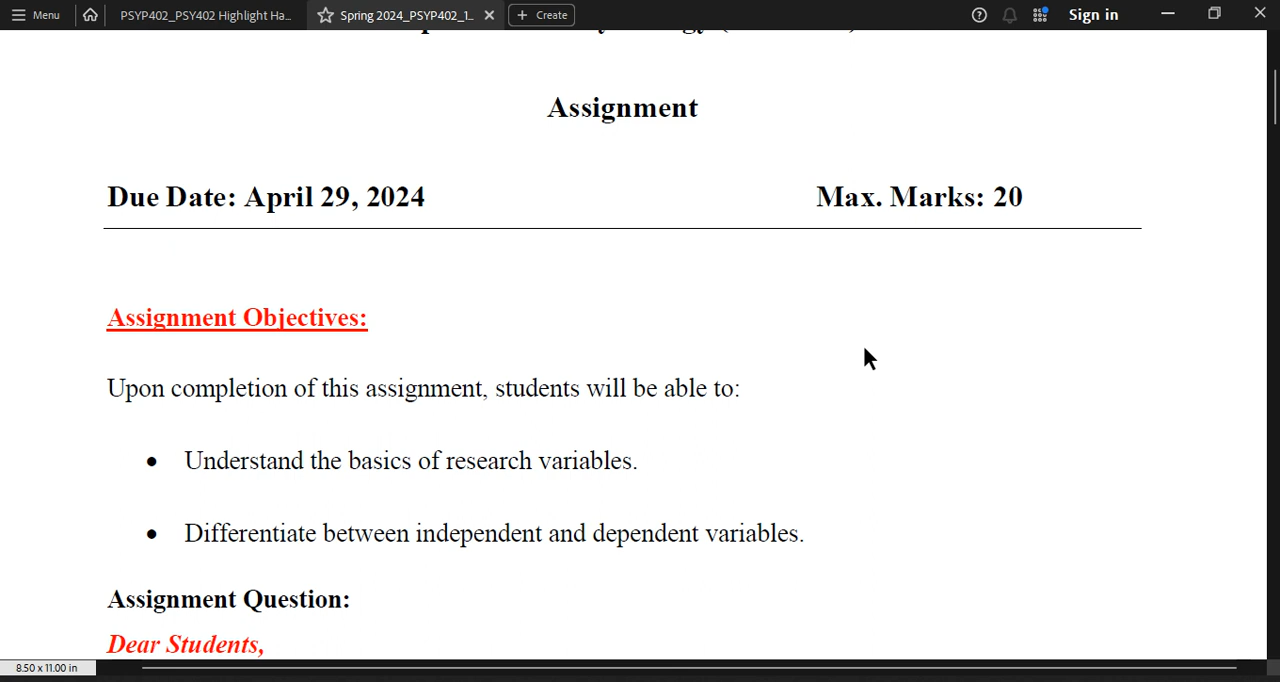 Menu
PSYP402_PSY402 Highlight Ha...
Spring 2024_PSYP402_1...
Create
Sign in
Assignment
Due Date: April 29, 2024 Max. Marks: 20
Assignment Objectives:
Upon completion of this assignment, students will be able to:
• Understand the basics of research variables.
• Differentiate between independent and dependent variables.
Assignment Question:
Dear Students,
8.50 x 11.00 in